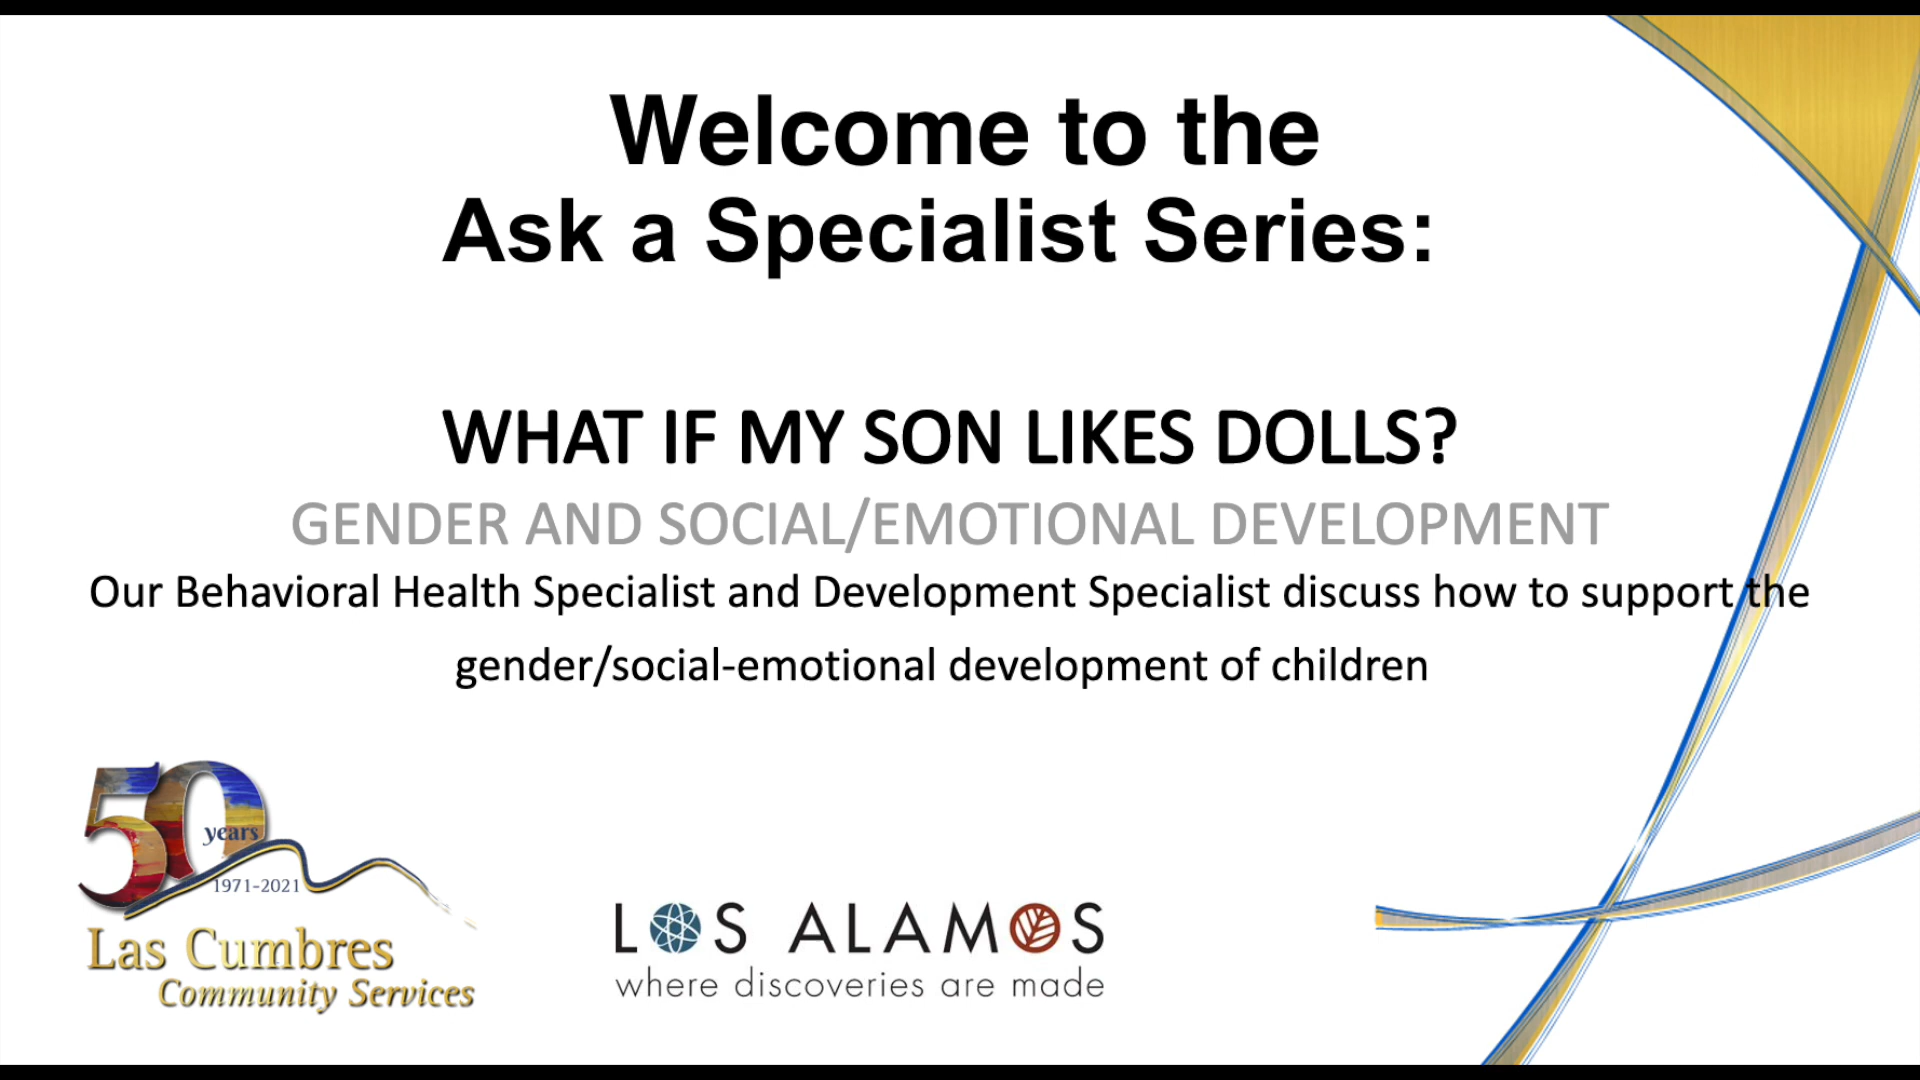 Welcome to the
Ask a Specialist Series:
WHAT IF MY SON LIKES DOLLS?
GENDER AND SOCIAL/EMOTIONAL DEVELOPMENT
Our Behavioral Health Specialist and Development Specialist discuss how to support the
gender/social-emotional development of children
50
years
1971-2021
Las Cumbres
Community Services
LOS ALAMOS
where discoveries are made